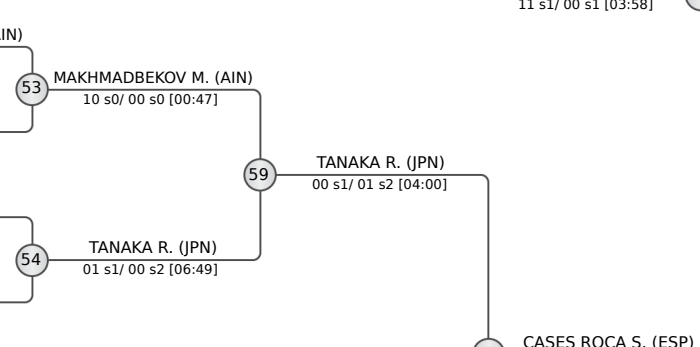 11 s1/ 00 s1 [03:58]
IN)
53
MAKHMADBEKOV M. (AIN)
10 s0/ 00 s0 [00:47]
59
TANAKA R. (JPN)
00 s1/ 01 s2 [04:00]
54
TANAKA R. (JPN)
01 s1/ 00 s2 [06:49]
CASES ROCA S. (ESP)